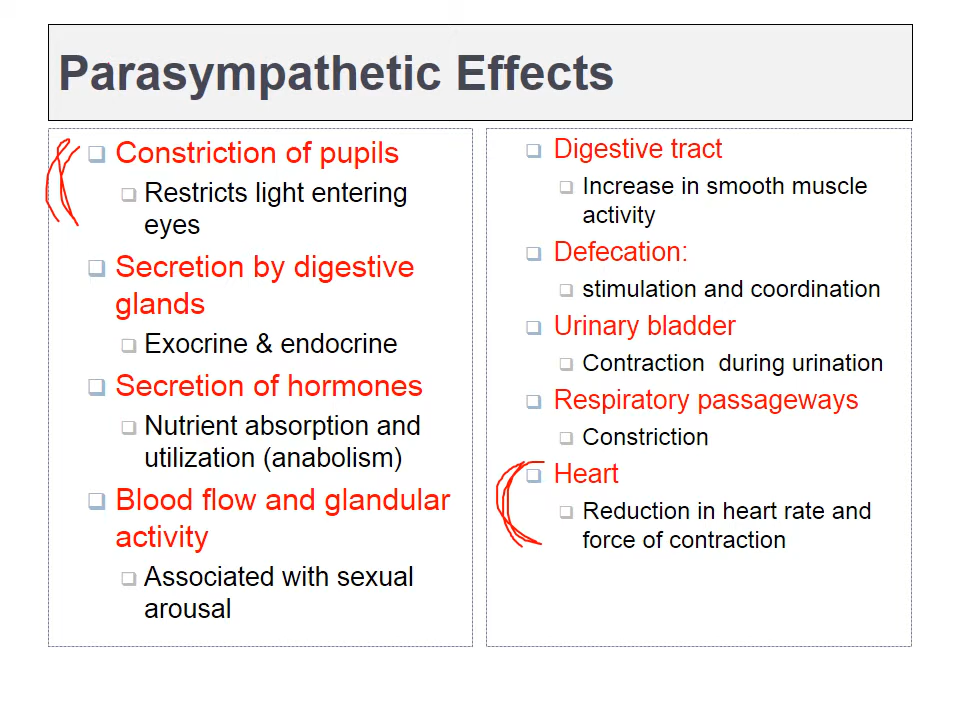 Parasympathetic Effects
Constriction of pupils
Restricts light entering
eyes
Secretion by digestive
glands
Exocrine & endocrine
Secretion of hormones
Nutrient absorption and
utilization (anabolism)
Blood flow and glandular
activity
Associated with sexual
arousal
Digestive tract
Increase in smooth muscle
activity
Defecation:
stimulation and coordination
Urinary bladder
Contraction  during urination
Respiratory passageways
Constriction
Heart
Reduction in heart rate and
force of contraction